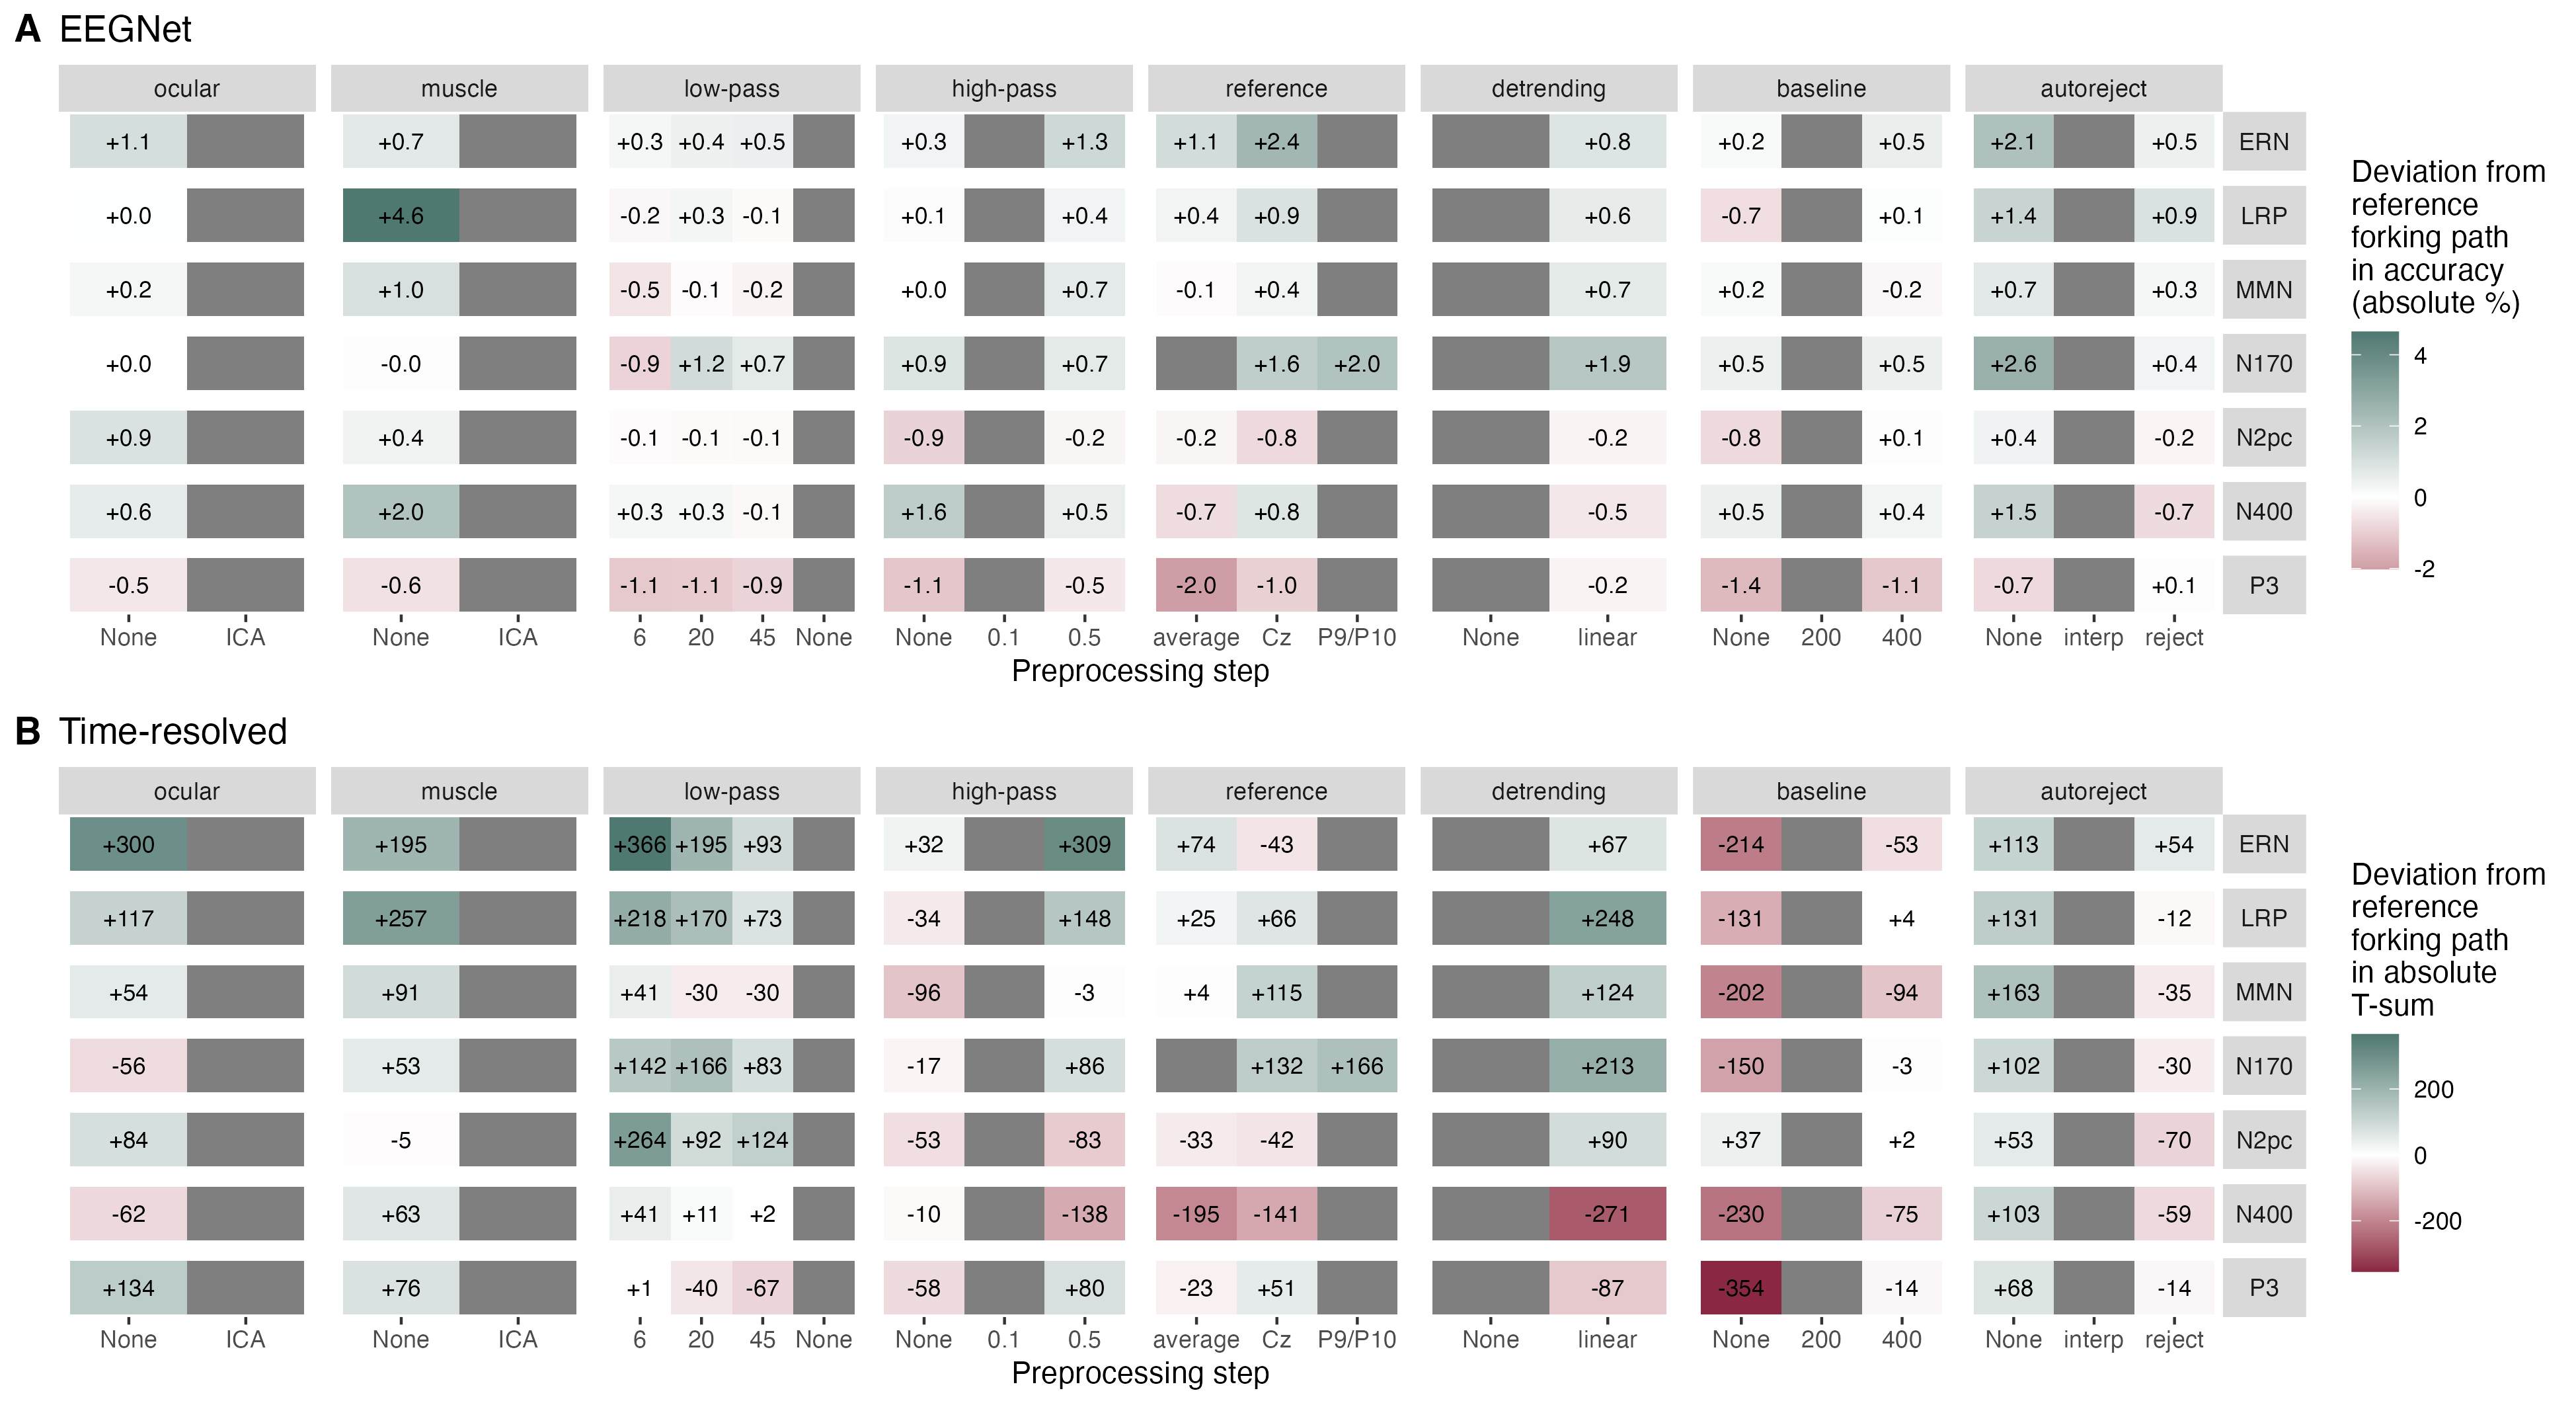 A EEGNet
ocular muscle low-pass high-pass reference detrending baseline autoreject
+1.1 +0.7 +0.3 +0.4 +0.5 +0.3 +1.3 +1.1 +2.4 +0.8 +0.2 +0.5 +2.1 +0.5 ERN
+0.0 +4.6 -0.2 +0.3 -0.1 +0.1 +0.4 +0.4 +0.9 +0.6 -0.7 +0.1 +1.4 +0.9 LRP
+0.2 +1.0 -0.5 -0.1 -0.2 +0.0 +0.7 -0.1 +0.4 +0.7 +0.2 -0.2 +0.7 +0.3 MMN
+0.0 -0.0 -0.9 +1.2 +0.7 +0.9 +0.7 +1.6 +2.0 +1.9 +0.5 +0.5 +2.6 +0.4 N170
+0.9 +0.4 -0.1 -0.1 -0.1 -0.9 -0.2 -0.2 -0.8 -0.2 -0.8 +0.1 +0.4 -0.2 N2pc
+0.6 +2.0 +0.3 +0.3 -0.1 +1.6 +0.5 -0.7 +0.8 -0.5 +0.5 +0.4 +1.5 -0.7 N400
-0.5 -0.6 -1.1 -1.1 -0.9 -1.1 -0.5 -2.0 -1.0 -0.2 -1.4 -1.1 -0.7 +0.1 P3
None ICA None ICA 6 20 45 None None 0.1 0.5 average Cz P9/P10 None linear None 200 400 None interp reject
Preprocessing step
Deviation from
reference
forking path
in accuracy
(absolute %)
4
2
0
-2
B Time-resolved
ocular muscle low-pass high-pass reference detrending baseline autoreject
+300 +195 +366 +195 +93 +32 +309 +74 -43 +67 -214 -53 +113 +54 ERN
+117 +257 +218 +170 +73 -34 +148 +25 +66 +248 -131 +4 +131 -12 LRP
+54 +91 +41 -30 -30 -96 -3 +4 +115 +124 -202 -94 +163 -35 MMN
-56 +53 +142 +166 +83 -17 +86 +132 +166 +213 -150 -3 +102 -30 N170
+84 -5 +264 +92 +124 -53 -83 -33 -42 +90 +37 +2 +53 -70 N2pc
-62 +63 +41 +11 +2 -10 -138 -195 -141 -271 -230 -75 +103 -59 N400
+134 +76 +1 -40 -67 -58 +80 -23 +51 -87 -354 -14 +68 -14 P3
None ICA None ICA 6 20 45 None None 0.1 0.5 average Cz P9/P10 None linear None 200 400 None interp reject
Preprocessing step
Deviation from
reference
forking path
in absolute
T-sum
200
0
-200